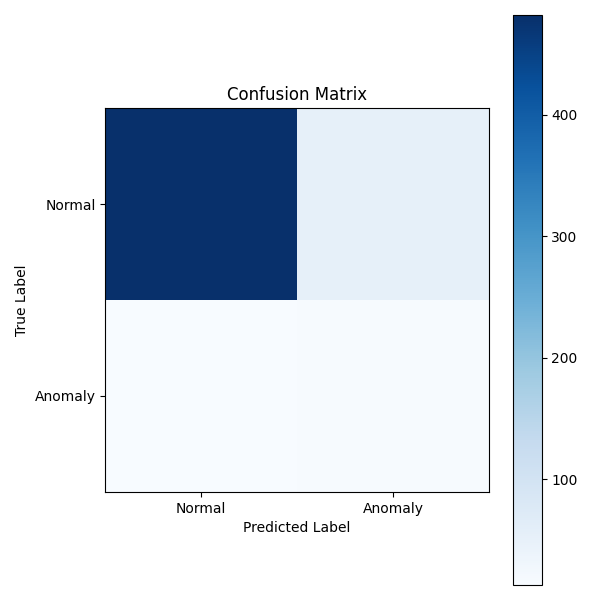 Confusion Matrix
True Label
Normal
Anomaly
Normal Anomaly
Predicted Label
400
300
200
100